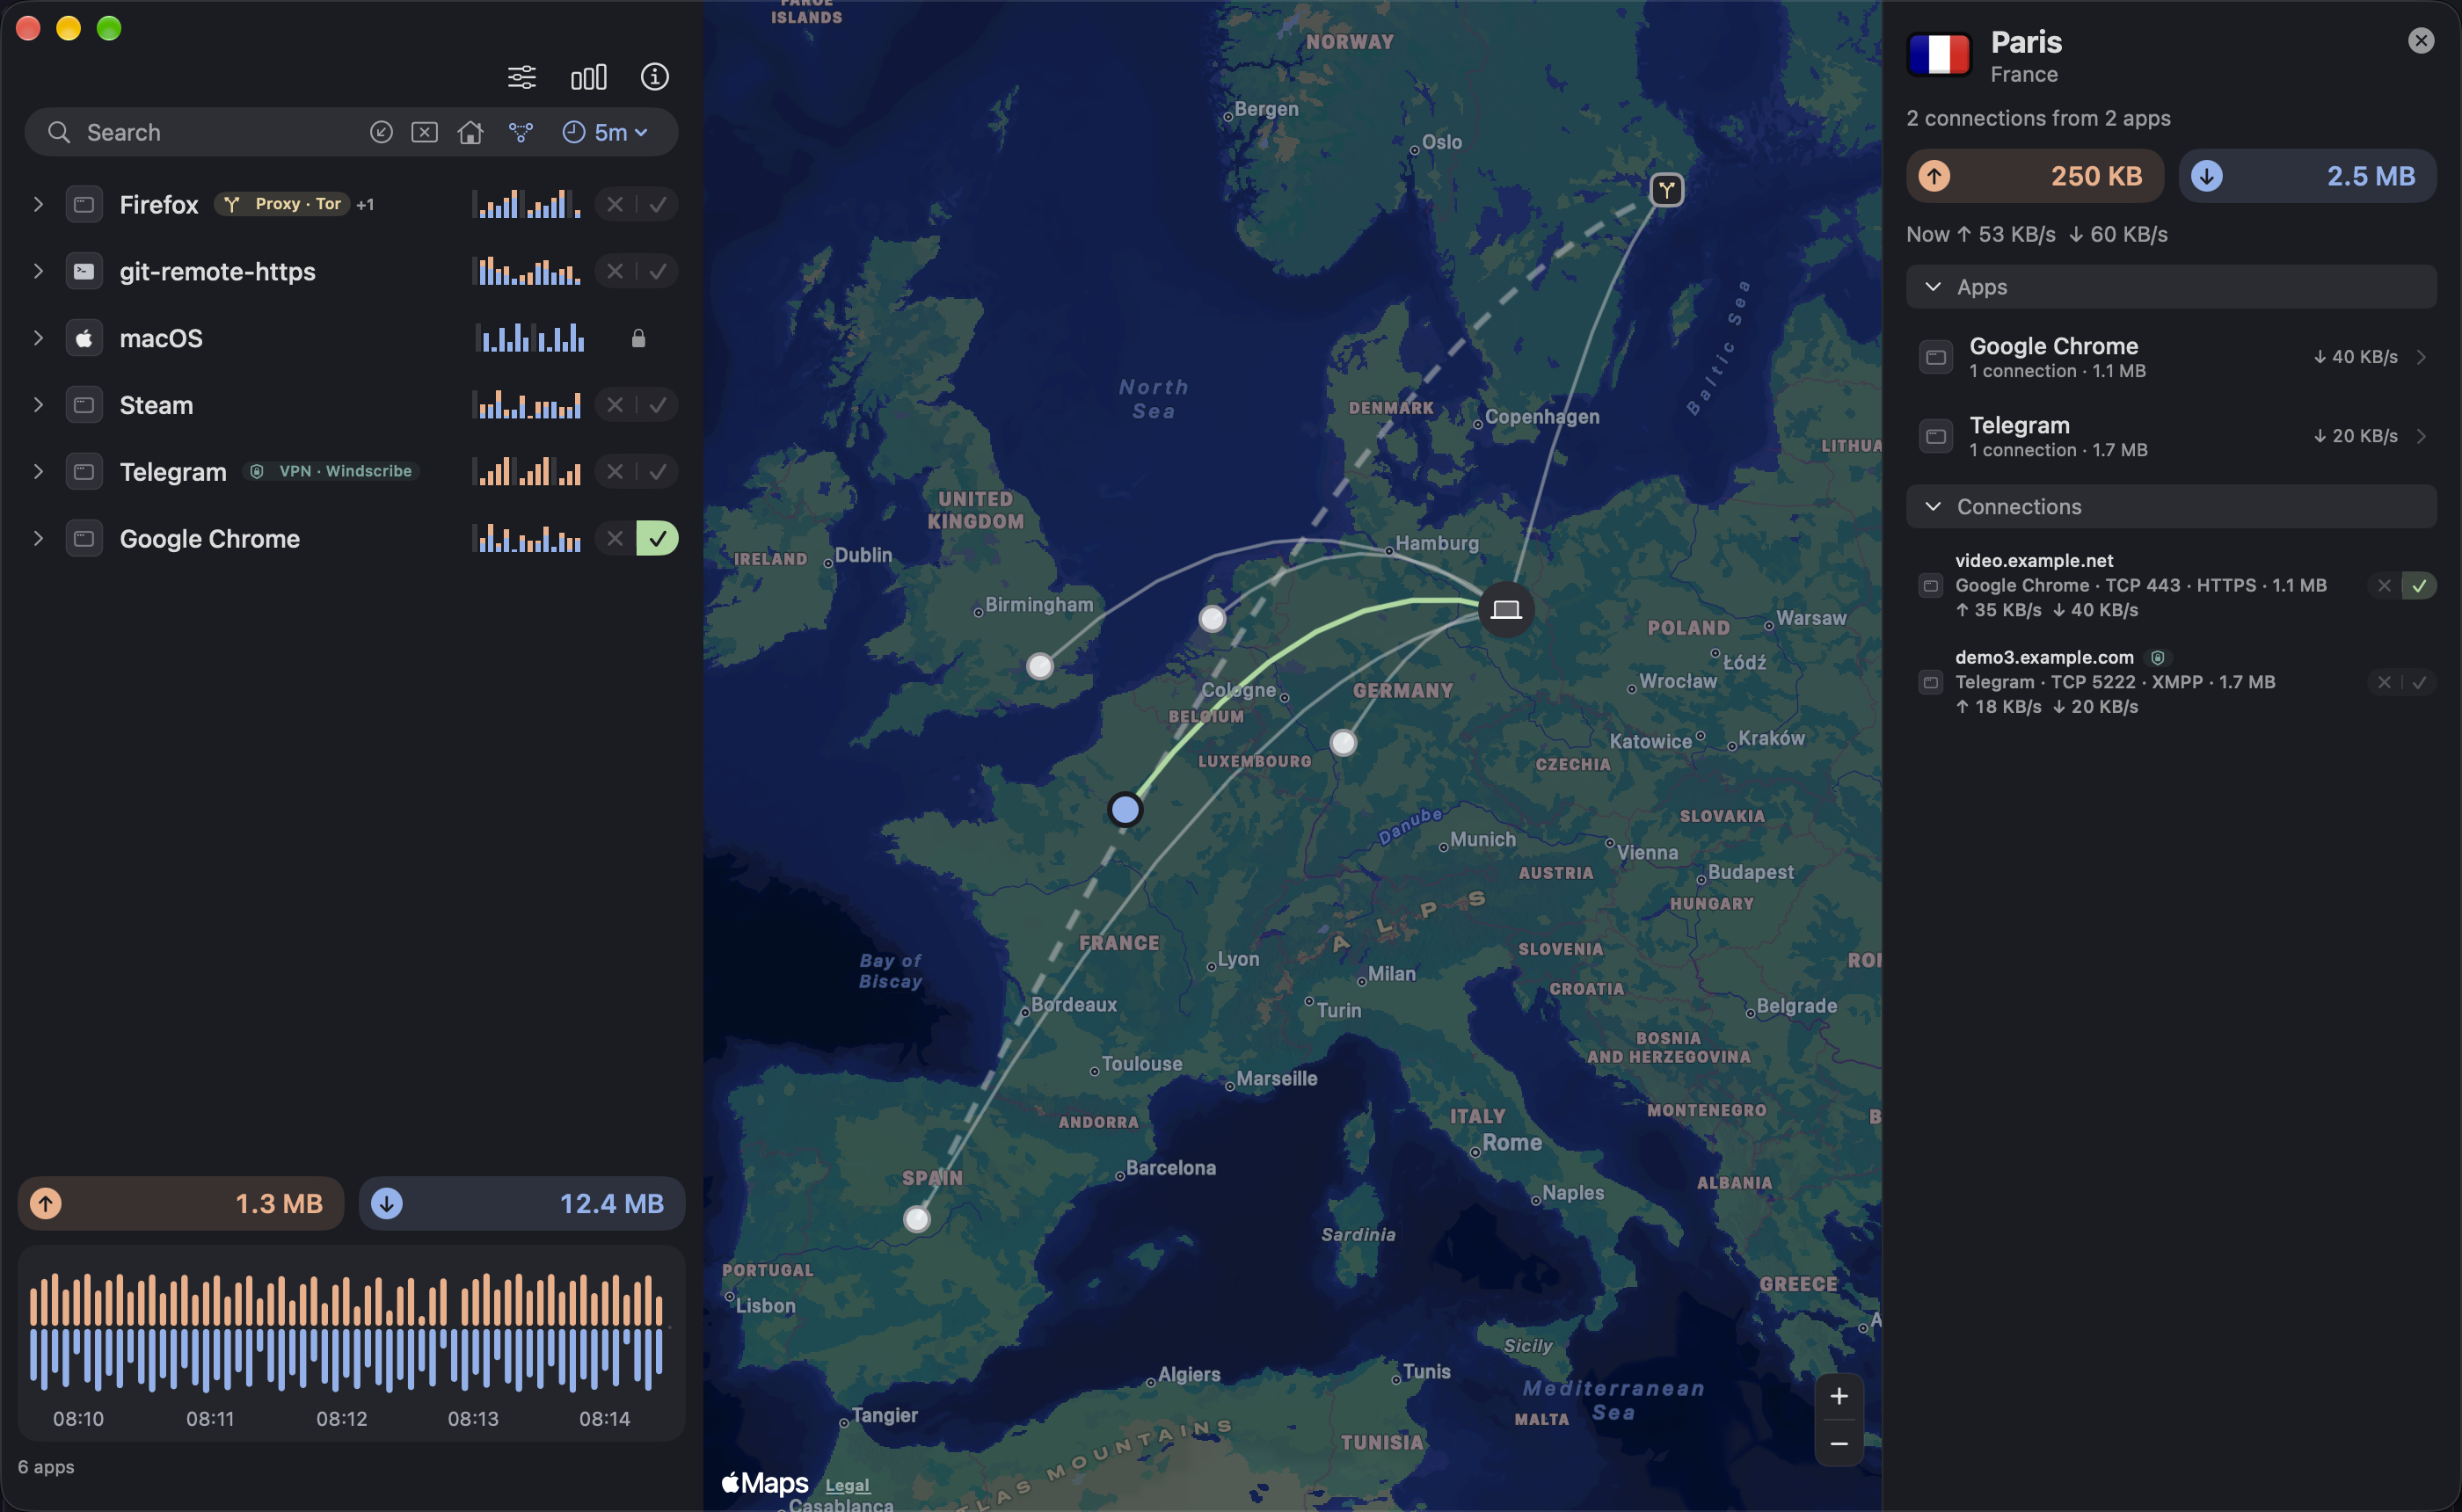 Search
5m
Firefox
Proxy · Tor
+1
git-remote-https
macOS
Steam
Telegram
VPN · Windscribe
Google Chrome
1.3 MB
12.4 MB
08:10
08:11
08:12
08:13
08:14
6 apps
ISLANDS
NORWAY
Bergen
Oslo
North
Sea
Baltic Sea
DENMARK
Copenhagen
LITHUA
UNITED
KINGDOM
IRELAND
Dublin
Hamburg
Birmingham
POLAND
Warsaw
Łódź
Wrocław
Cologne
GERMANY
BELGIUM
Katowice
Kraków
LUXEMBOURG
CZECHIA
SLOVAKIA
Danube
Munich
Vienna
AUSTRIA
Budapest
HUNGARY
ALPS
FRANCE
SLOVENIA
Lyon
Milan
Bay of
Biscay
CROATIA
Bordeaux
Turin
Belgrade
BOSNIA
AND HERZEGOVINA
Toulouse
Marseille
ANDORRA
ITALY
MONTENEGRO
Rome
Barcelona
SPAIN
ALBANIA
Naples
Sardinia
PORTUGAL
GREECE
Lisbon
Sicily
Algiers
Tunis
Mediterranean
Sea
Tangier
MALTA
ATLAS MOUNTAINS
TUNISIA
Maps
Legal
Casablanca
Paris
France
2 connections from 2 apps
250 KB
2.5 MB
Now ↑ 53 KB/s ↓ 60 KB/s
Apps
Google Chrome
1 connection · 1.1 MB
↓ 40 KB/s
Telegram
1 connection · 1.7 MB
↓ 20 KB/s
Connections
video.example.net
Google Chrome · TCP 443 · HTTPS · 1.1 MB
↑ 35 KB/s ↓ 40 KB/s
demo3.example.com
Telegram · TCP 5222 · XMPP · 1.7 MB
↑ 18 KB/s ↓ 20 KB/s